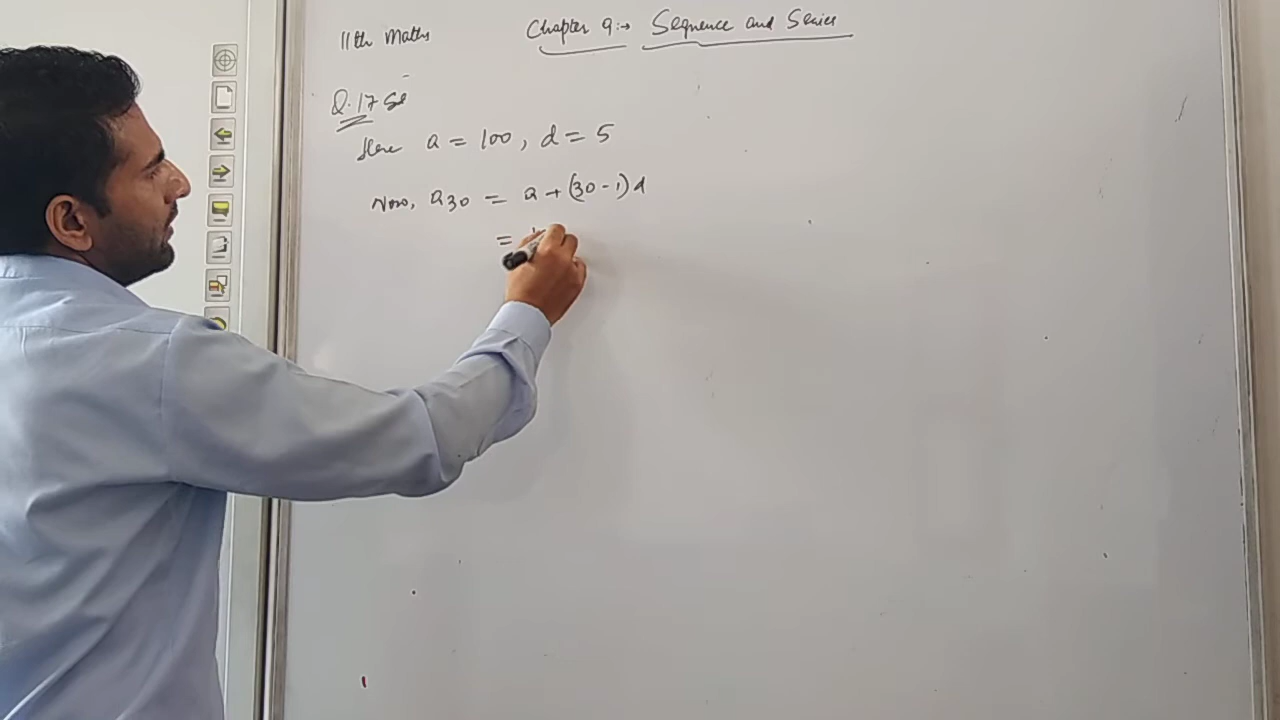 11th Maths
Chapter 9:→ Sequence and Series
Q.17 Sol
Here a = 100, d = 5
Now, a30 = a + (30-1)d
=